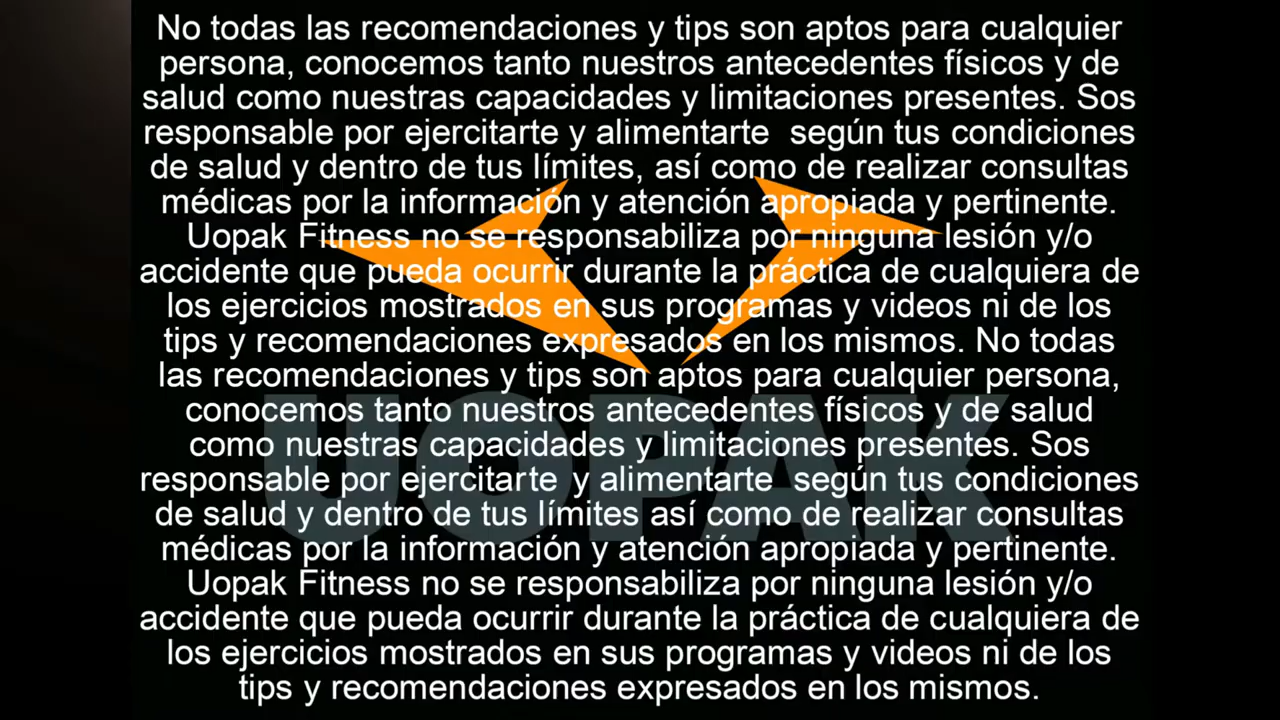 No todas las recomendaciones y tips son aptos para cualquier
persona, conocemos tanto nuestros antecedentes físicos y de
salud como nuestras capacidades y limitaciones presentes. Sos
responsable por ejercitarte y alimentarte  según tus condiciones
de salud y dentro de tus límites, así como de realizar consultas
médicas por la información y atención apropiada y pertinente.
Uopak Fitness no se responsabiliza por ninguna lesión y/o
accidente que pueda ocurrir durante la práctica de cualquiera de
los ejercicios mostrados en sus programas y videos ni de los
tips y recomendaciones expresados en los mismos. No todas
las recomendaciones y tips son aptos para cualquier persona,
conocemos tanto nuestros antecedentes físicos y de salud
como nuestras capacidades y limitaciones presentes. Sos
responsable por ejercitarte y alimentarte  según tus condiciones
de salud y dentro de tus límites así como de realizar consultas
médicas por la información y atención apropiada y pertinente.
Uopak Fitness no se responsabiliza por ninguna lesión y/o
accidente que pueda ocurrir durante la práctica de cualquiera de
los ejercicios mostrados en sus programas y videos ni de los
tips y recomendaciones expresados en los mismos.
UOPAK